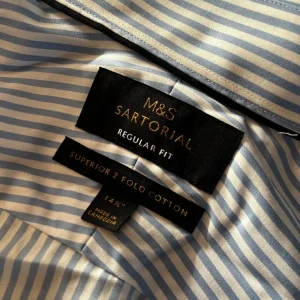 M&S
SARTORIAL
REGULAR FIT
SUPERIOR 2 FOLD COTTON
14½"
MADE IN
CAMBODIA